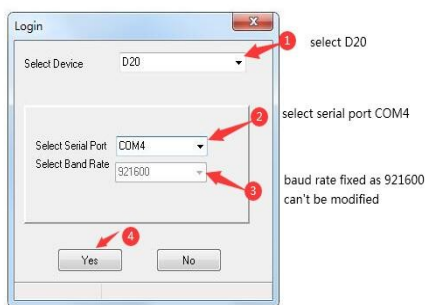 Login
x
1 select D20
Select Device D20
2 select serial port COM4
Select Serial Port COM4
Select Band Rate 921600
3 baud rate fixed as 921600
can't be modified
4
Yes No